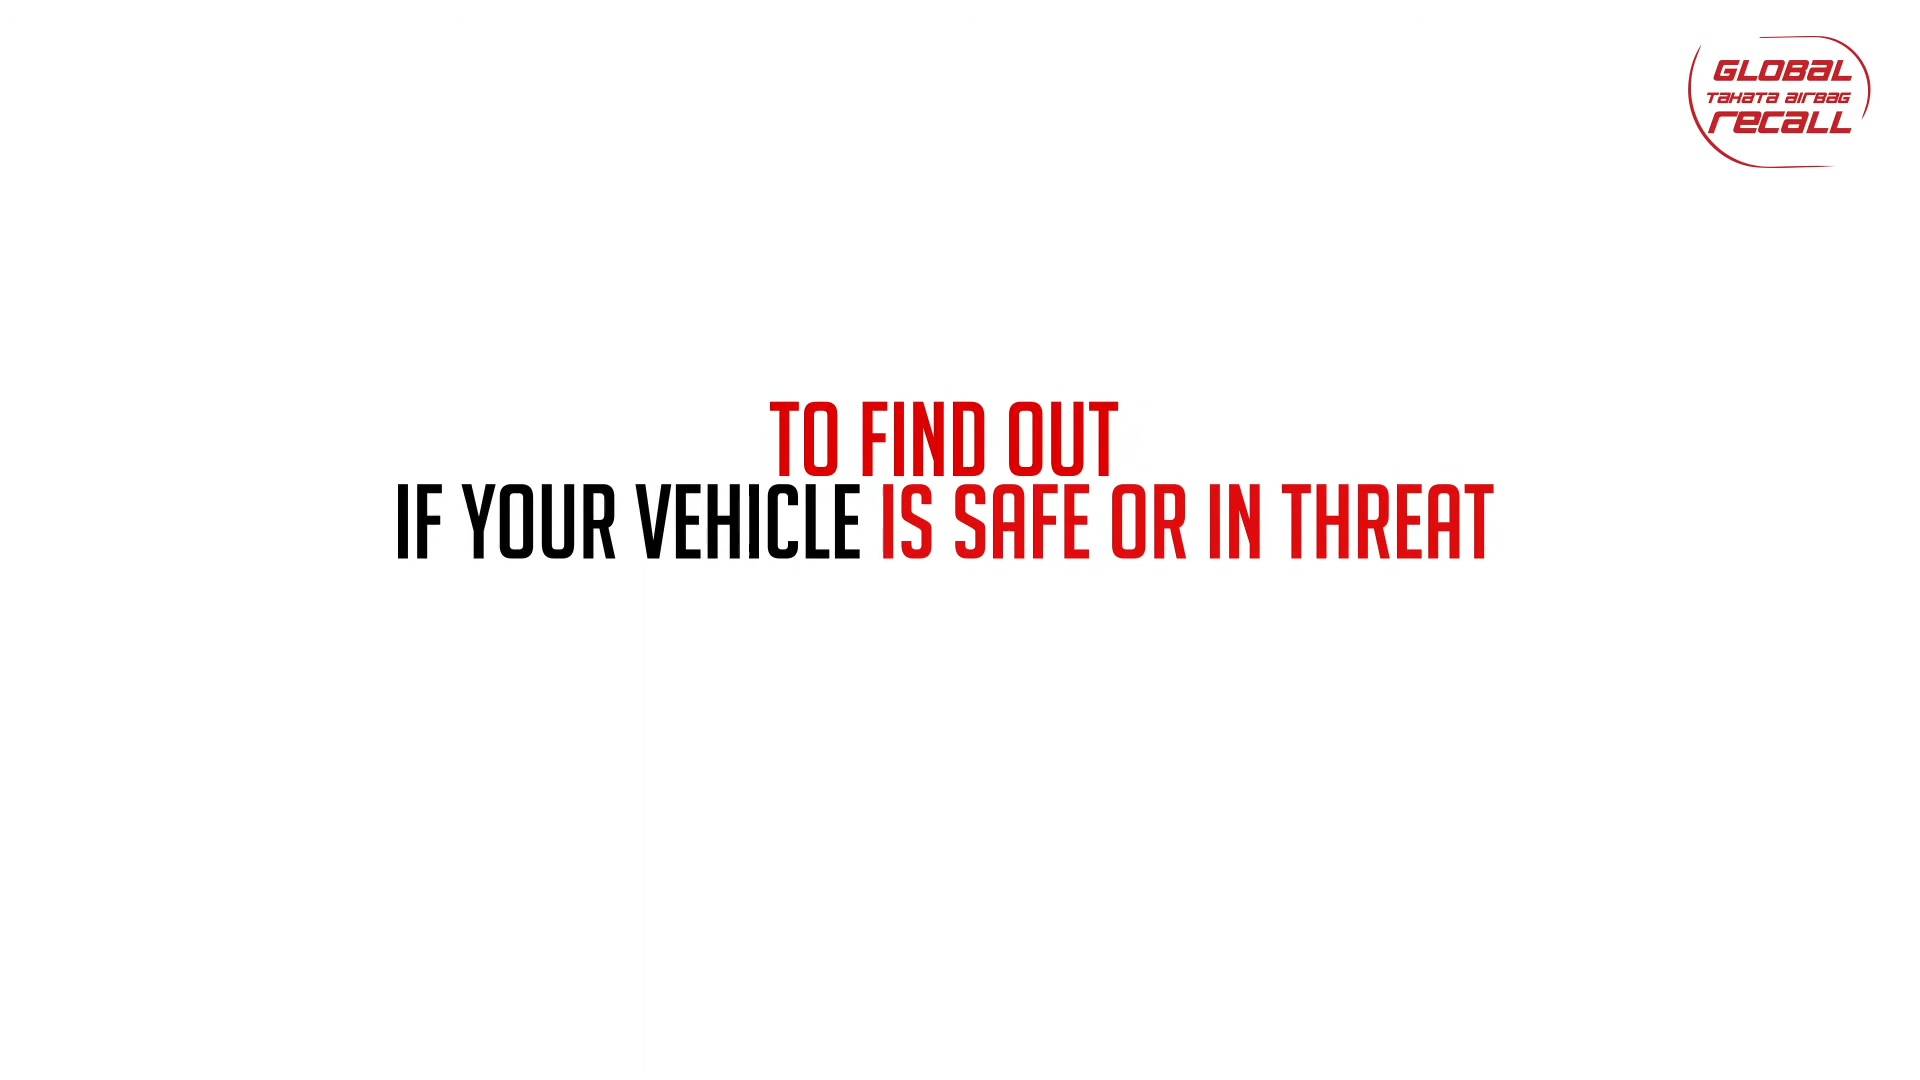 GLOBAL
TAKATA AIRBAG
RECALL
TO FIND OUT
IF YOUR VEHICLE IS SAFE OR IN THREAT